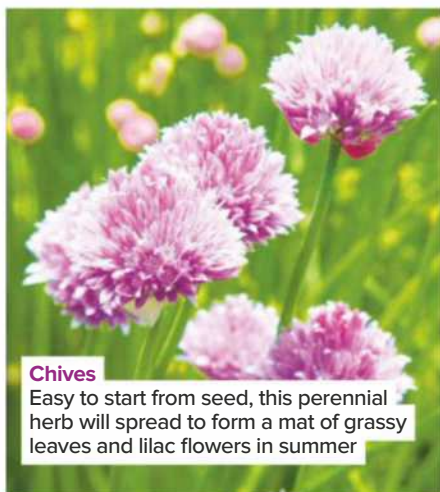 Chives
Easy to start from seed, this perennial
herb will spread to form a mat of grassy
leaves and lilac flowers in summer